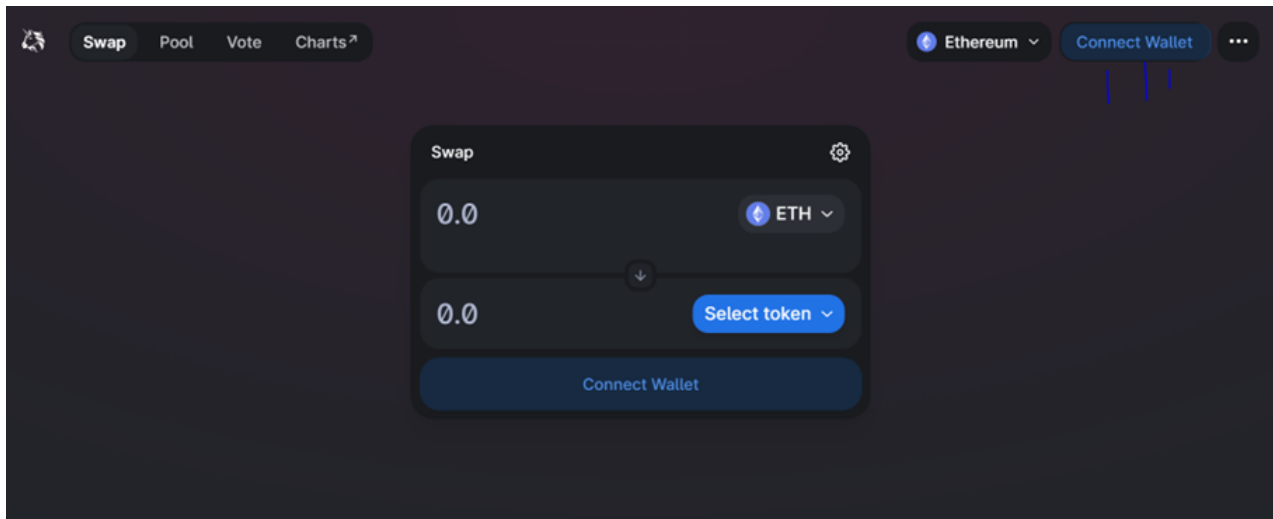 Swap Pool Vote Charts↗ Ethereum Connect Wallet ...
Swap
0.0 ETH
0.0 Select token
Connect Wallet